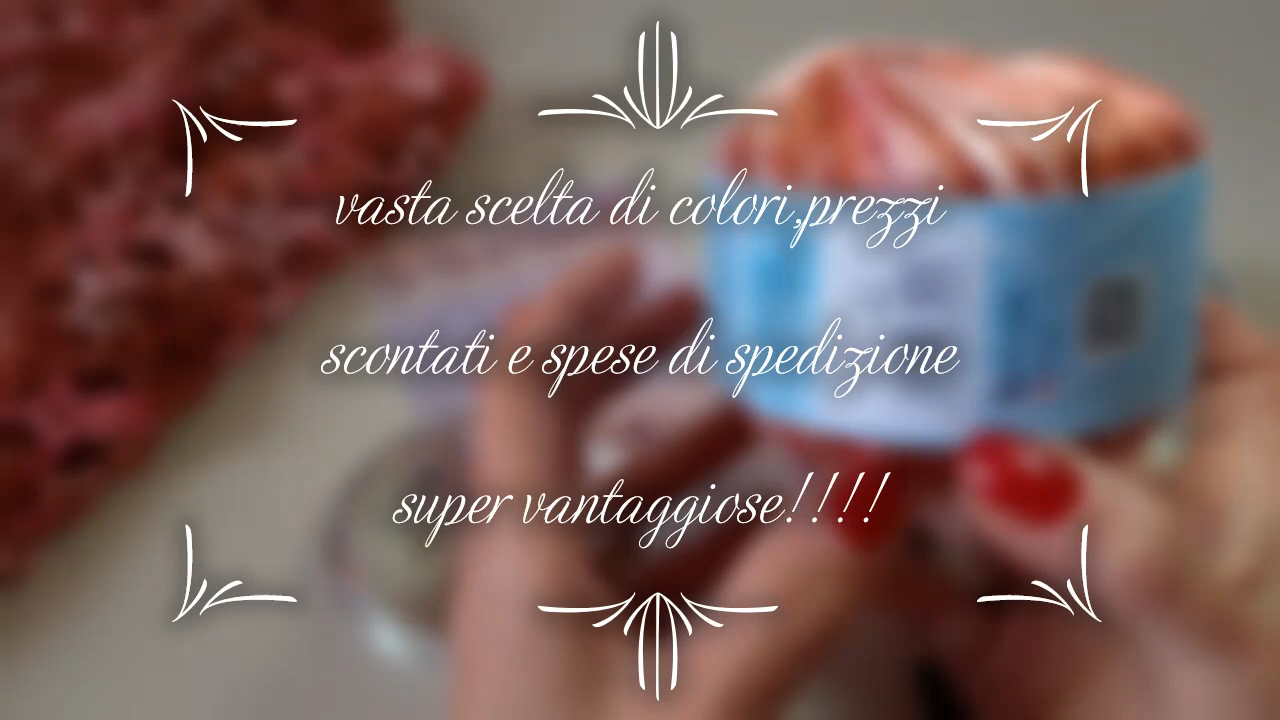 vasta scelta di colori,prezzi
scontati e spese di spedizione
super vantaggiose!!!!